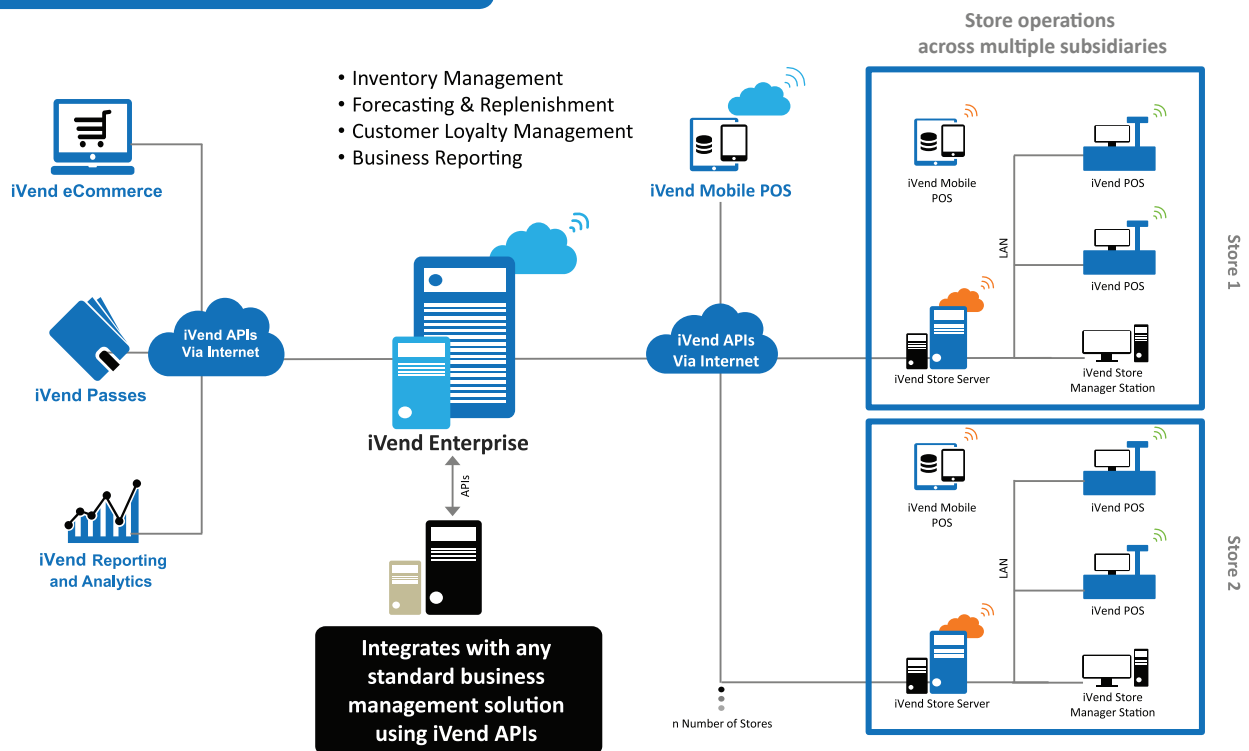 Store operations
across multiple subsidiaries
• Inventory Management
• Forecasting & Replenishment
• Customer Loyalty Management
• Business Reporting
iVend eCommerce
iVend Passes
iVend Reporting
and Analytics
iVend APIs
Via Internet
iVend Enterprise
APIs
Integrates with any
standard business
management solution
using iVend APIs
iVend Mobile POS
iVend APIs
Via Internet
n Number of Stores
iVend Mobile
POS
iVend POS
LAN
iVend POS
iVend Store Server
iVend Store
Manager Station
Store 1
iVend Mobile
POS
iVend POS
LAN
iVend POS
iVend Store Server
iVend Store
Manager Station
Store 2